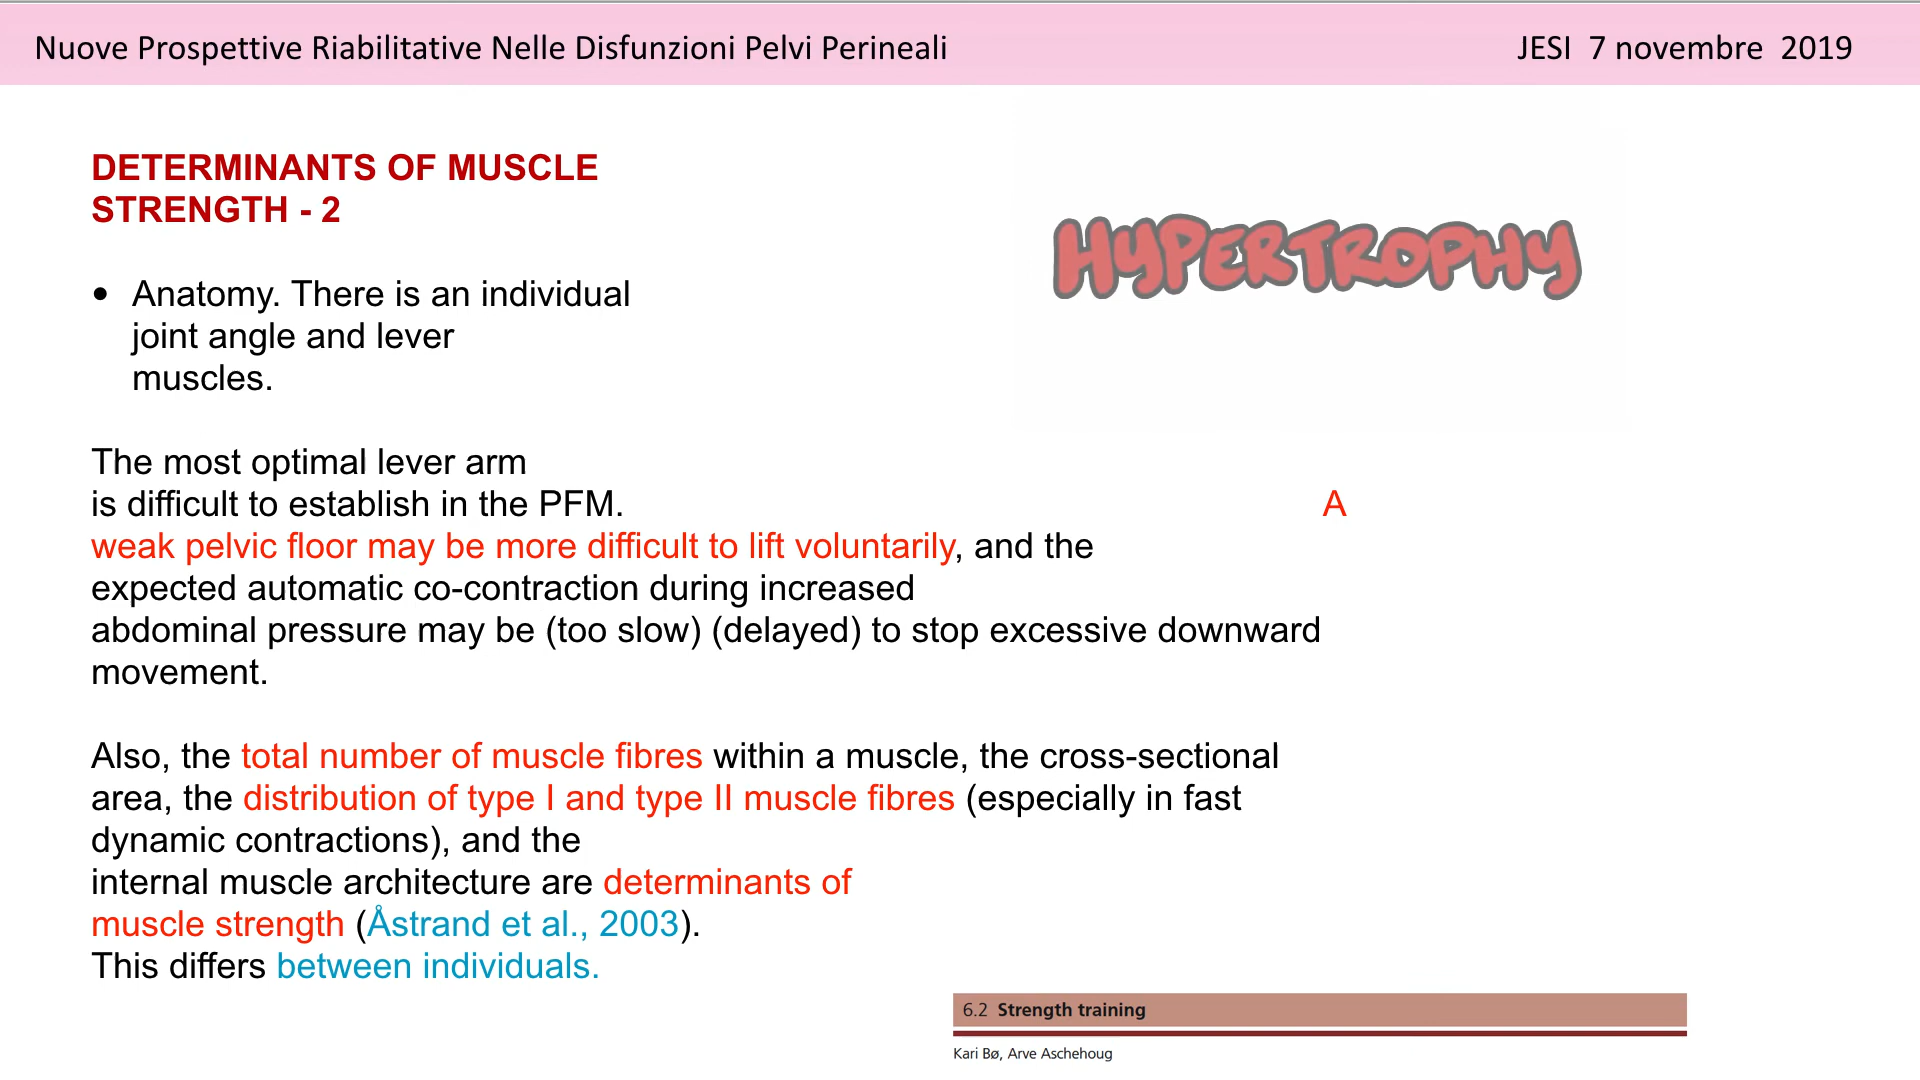 Nuove Prospettive Riabilitative Nelle Disfunzioni Pelvi Perineali JESI 7 novembre 2019
DETERMINANTS OF MUSCLE
STRENGTH - 2
HYPERTROPHY
• Anatomy. There is an individual
joint angle and lever
muscles.
The most optimal lever arm
is difficult to establish in the PFM. A
weak pelvic floor may be more difficult to lift voluntarily, and the
expected automatic co-contraction during increased
abdominal pressure may be (too slow) (delayed) to stop excessive downward
movement.
Also, the total number of muscle fibres within a muscle, the cross-sectional
area, the distribution of type I and type II muscle fibres (especially in fast
dynamic contractions), and the
internal muscle architecture are determinants of
muscle strength (Åstrand et al., 2003).
This differs between individuals.
6.2 Strength training
Kari Bø, Arve Aschehoug